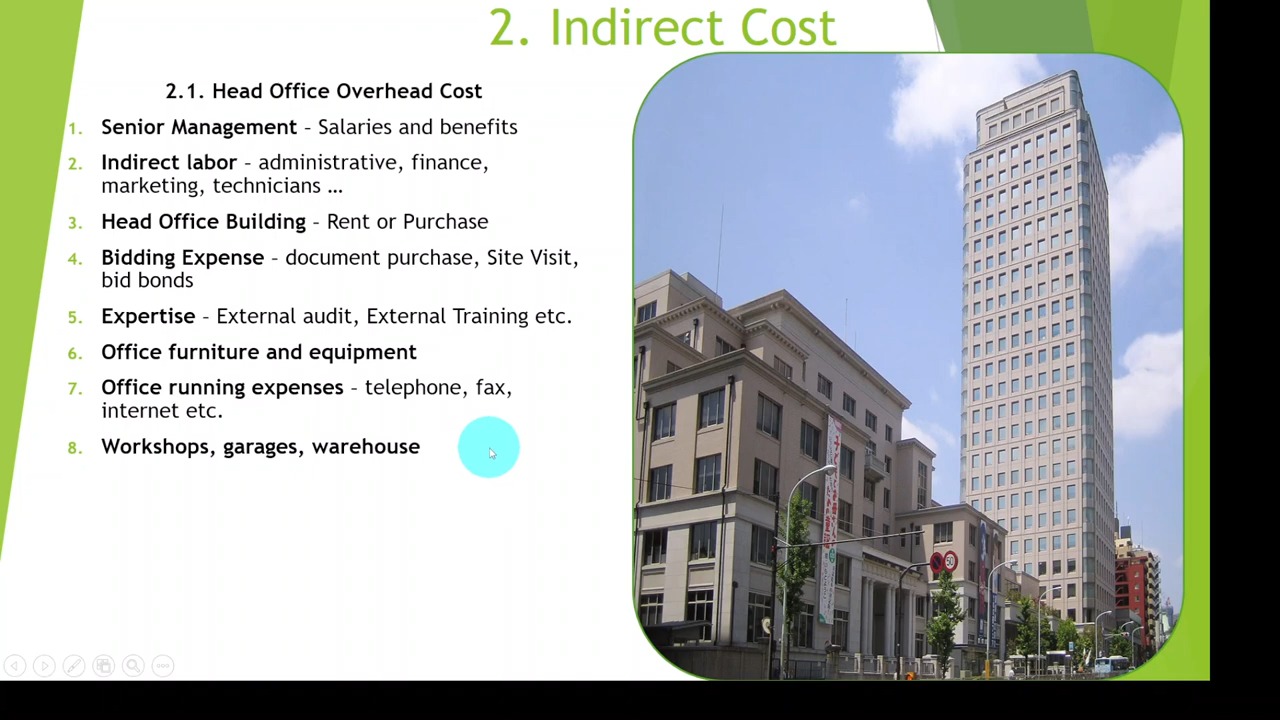 2. Indirect Cost
2.1. Head Office Overhead Cost
1. Senior Management – Salaries and benefits
2. Indirect labor – administrative, finance,
marketing, technicians …
3. Head Office Building – Rent or Purchase
4. Bidding Expense – document purchase, Site Visit,
bid bonds
5. Expertise – External audit, External Training etc.
6. Office furniture and equipment
7. Office running expenses – telephone, fax,
internet etc.
8. Workshops, garages, warehouse
50